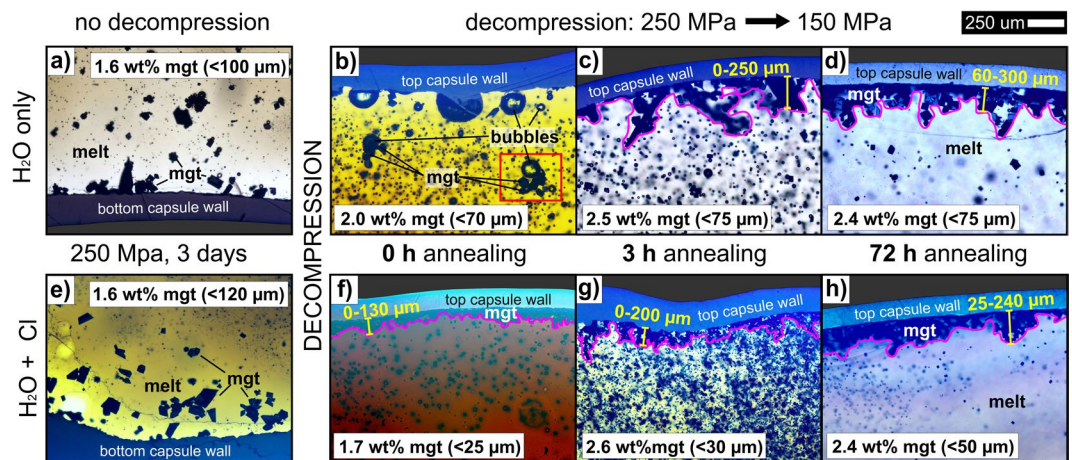 no decompression
decompression: 250 MPa → 150 MPa
250 um
H₂O only
a)
1.6 wt% mgt (<100 µm)
melt
mgt
bottom capsule wall
DECOMPRESSION
b)
top capsule wall
bubbles
mgt
2.0 wt% mgt (<70 µm)
c)
top capsule wall
0-250 µm
2.5 wt% mgt (<75 µm)
d)
top capsule wall
60-300 µm
mgt
melt
2.4 wt% mgt (<75 µm)
250 Mpa, 3 days
0 h annealing
3 h annealing
72 h annealing
H₂O + Cl
e)
1.6 wt% mgt (<120 µm)
melt
mgt
bottom capsule wall
f)
top capsule wall
0-130 µm
mgt
1.7 wt% mgt (<25 µm)
g)
top capsule wall
0-200 µm
mgt
2.6 wt%mgt (<30 µm)
h)
top capsule wall
25-240 µm
mgt
melt
2.4 wt% mgt (<50 µm)